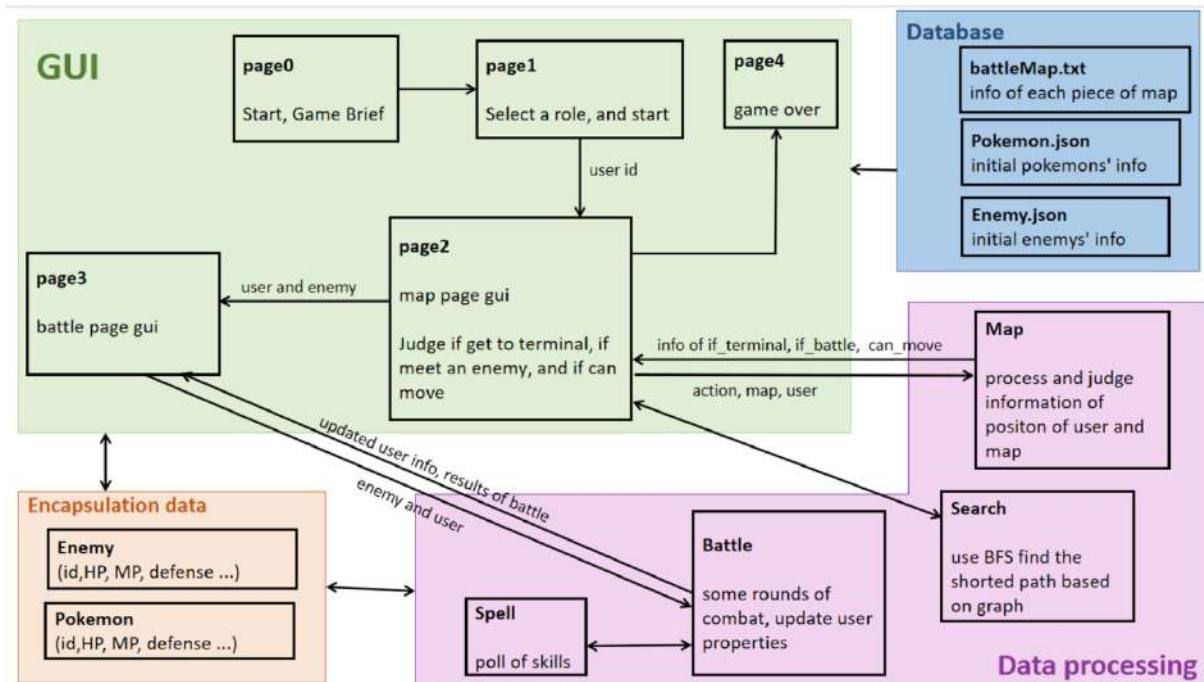 GUI
page0
Start, Game Brief
page1
Select a role, and start
page4
game over
user id
page2
map page gui
Judge if get to terminal, if
meet an enemy, and if can
move
user and enemy
page3
battle page gui
Database
battleMap.txt
info of each piece of map
Pokemon.json
initial pokemons' info
Enemy.json
initial enemys' info
info of if_terminal, if_battle, can_move
action, map, user
Map
process and judge
information of
positon of user and
map
updated user info, results of battle
enemy and user
Encapsulation data
Enemy
(id,HP, MP, defense ...)
Pokemon
(id,HP, MP, defense ...)
Spell
poll of skills
Battle
some rounds of
combat, update user
properties
Search
use BFS find the
shorted path based
on graph
Data processing